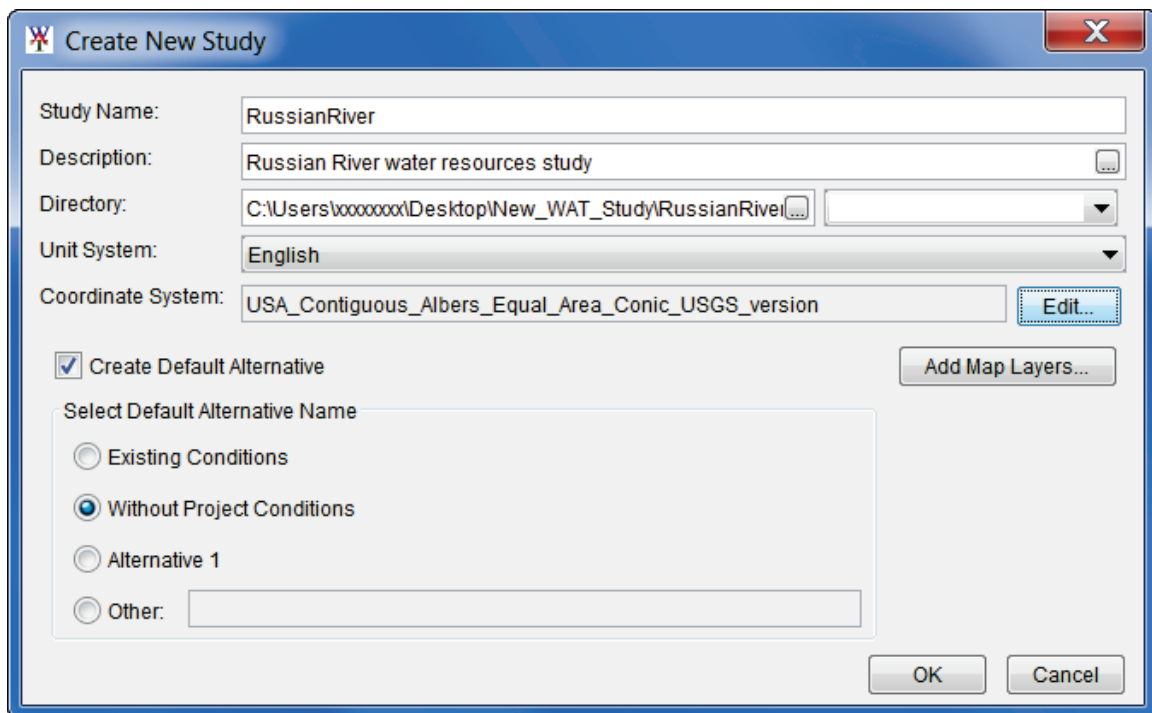 Create New Study
Study Name: RussianRiver
Description: Russian River water resources study ...
Directory: C:\Users\xxxxxxxx\Desktop\New_WAT_Study\RussianRiver ...
Unit System: English
Coordinate System: USA_Contiguous_Albers_Equal_Area_Conic_USGS_version Edit...
Create Default Alternative Add Map Layers...
Select Default Alternative Name
Existing Conditions
Without Project Conditions
Alternative 1
Other:
OK Cancel